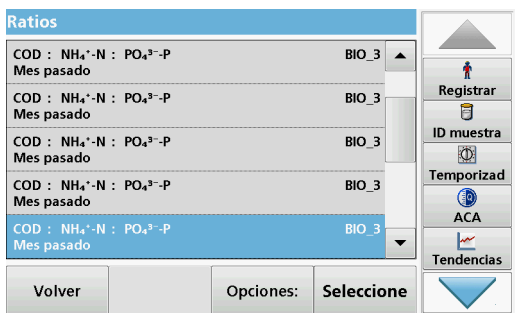 Ratios
COD : NH₄⁺-N : PO₄³⁻-P BIO_3
Mes pasado
COD : NH₄⁺-N : PO₄³⁻-P BIO_3
Mes pasado
COD : NH₄⁺-N : PO₄³⁻-P BIO_3
Mes pasado
COD : NH₄⁺-N : PO₄³⁻-P BIO_3
Mes pasado
COD : NH₄⁺-N : PO₄³⁻-P BIO_3
Mes pasado
Volver
Opciones:
Seleccione
Registrar
ID muestra
Temporizad
ACA
Tendencias